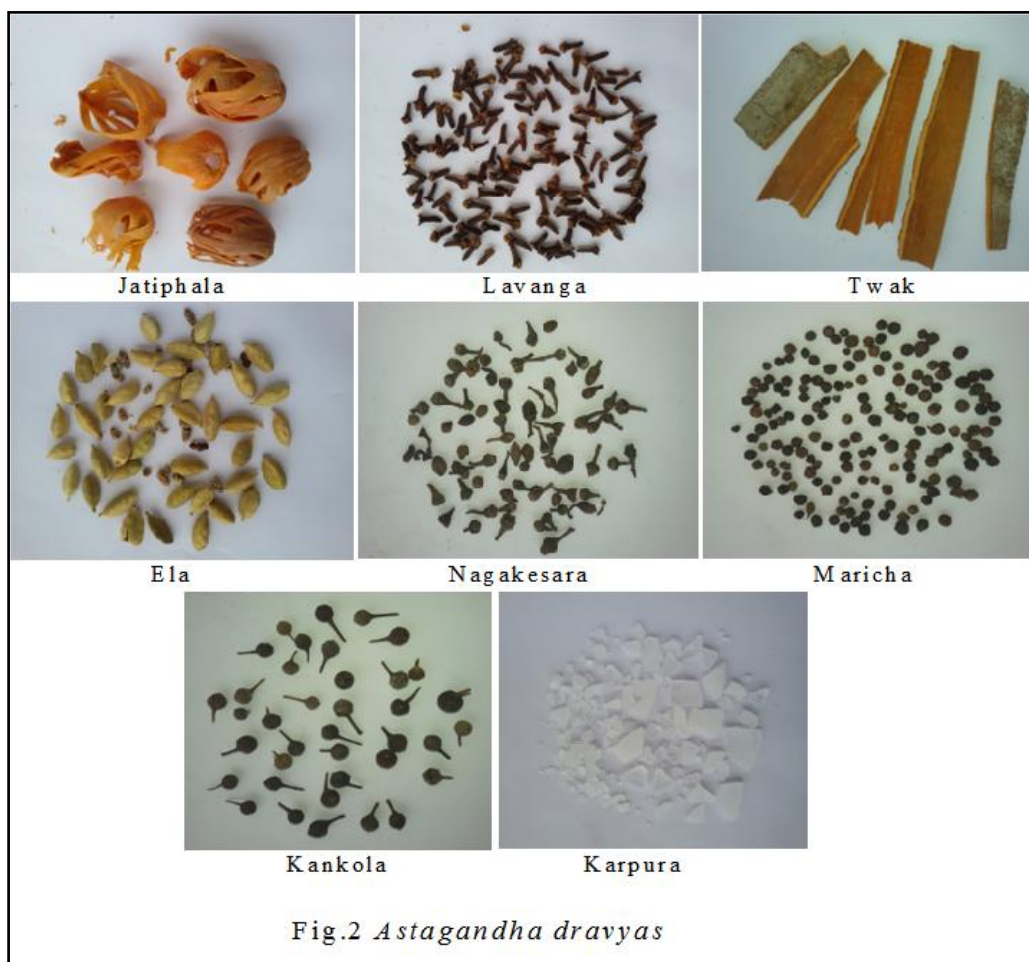 Jatiphala
Lavanga
Twak
Ela
Nagakesara
Maricha
Kankola
Karpura
Fig.2 Astagandha dravyas